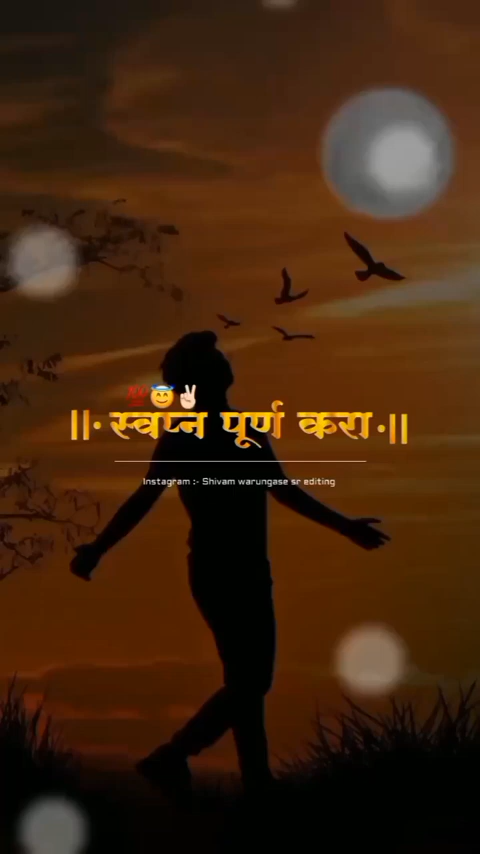 💯😇✌🏻
||• स्वप्न पूर्ण करा •||
Instagram :- Shivam warungase sr editing